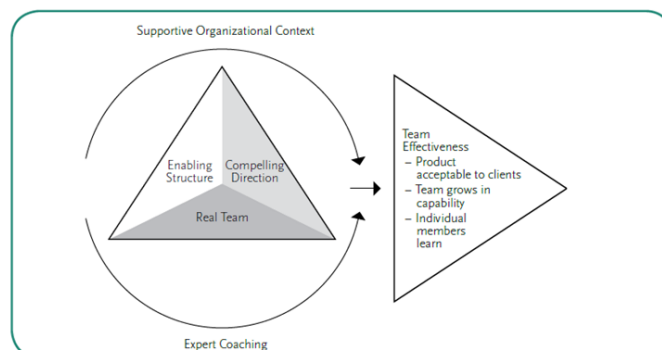 Supportive Organizational Context
Enabling
Structure
Compelling
Direction
Real Team
Team
Effectiveness
– Product
acceptable to clients
– Team grows in
capability
– Individual
members
learn
Expert Coaching